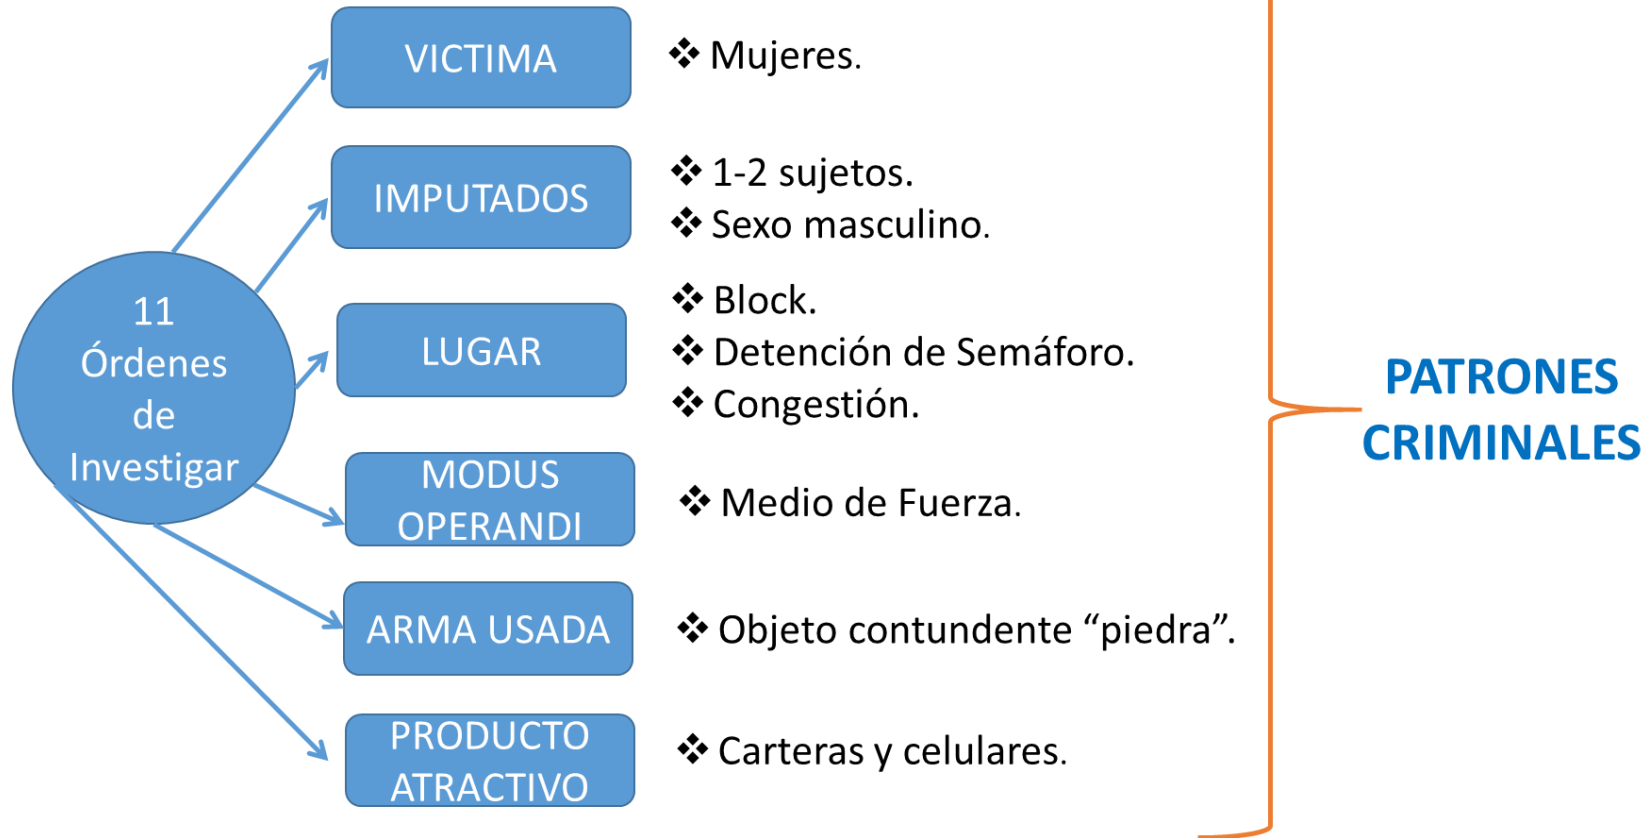 11
Órdenes
de
Investigar
VICTIMA
❖ Mujeres.
IMPUTADOS
❖ 1-2 sujetos.
❖ Sexo masculino.
LUGAR
❖ Block.
❖ Detención de Semáforo.
❖ Congestión.
MODUS
OPERANDI
❖ Medio de Fuerza.
ARMA USADA
❖ Objeto contundente “piedra”.
PRODUCTO
ATRACTIVO
❖ Carteras y celulares.
PATRONES
CRIMINALES